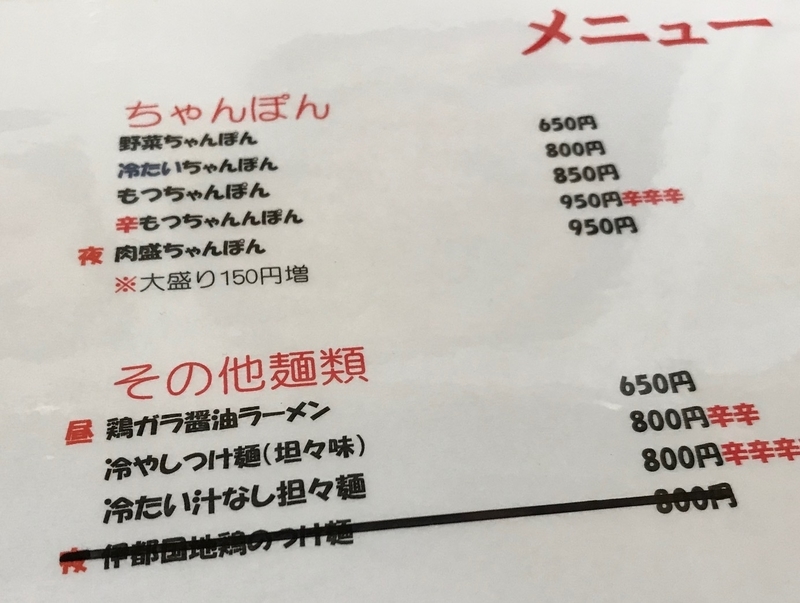 メニュー
ちゃんぽん
野菜ちゃんぽん 650円
冷たいちゃんぽん 800円
もつちゃんぽん 850円
辛もつちゃんんぽん 950円辛辛辛
夜 肉盛ちゃんぽん 950円
※大盛り150円増
その他麺類
昼 鶏ガラ醤油ラーメン 650円
冷やしつけ麺(坦々味) 800円辛辛
冷たい汁なし担々麺 800円辛辛辛
夜 伊都国地鶏のつけ麺 800円